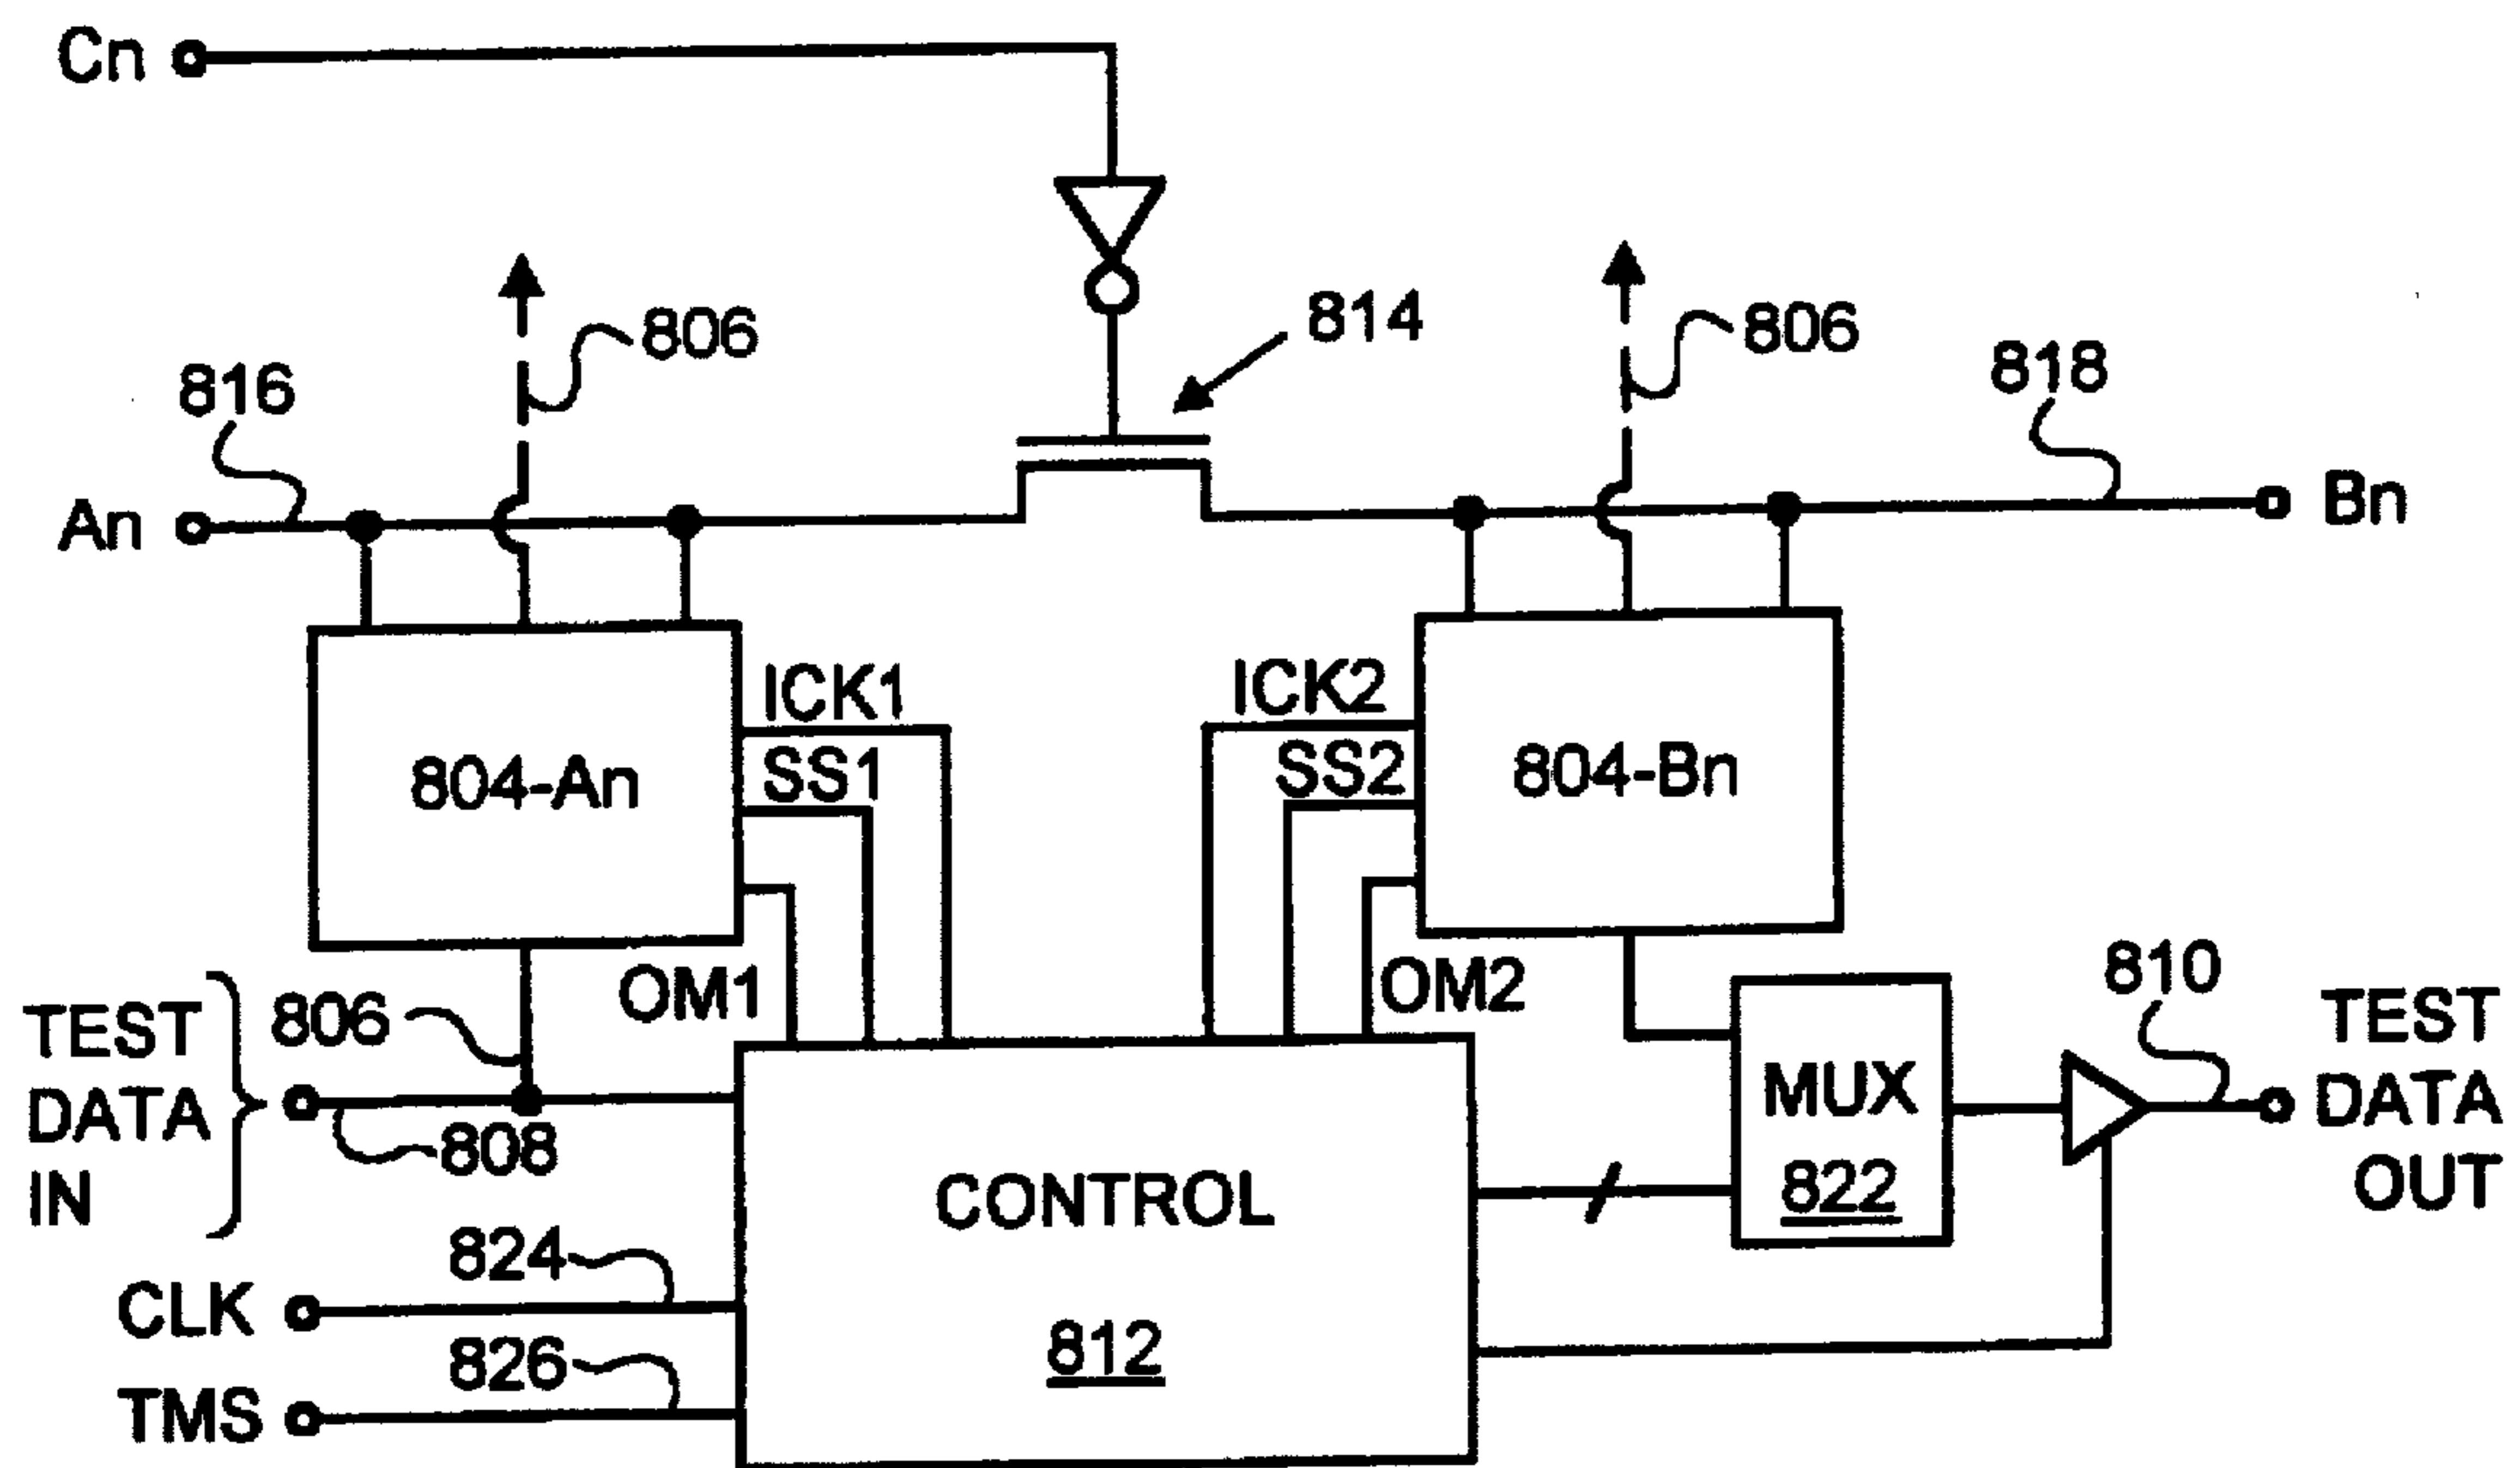 Cn
806
814
806
816
818
An
Bn
ICK1
SS1
ICK2
SS2
804-An
804-Bn
OM1
OM2
TEST
DATA
IN
806
808
810
TEST
DATA
OUT
MUX
822
CONTROL
812
824
CLK
826
TMS